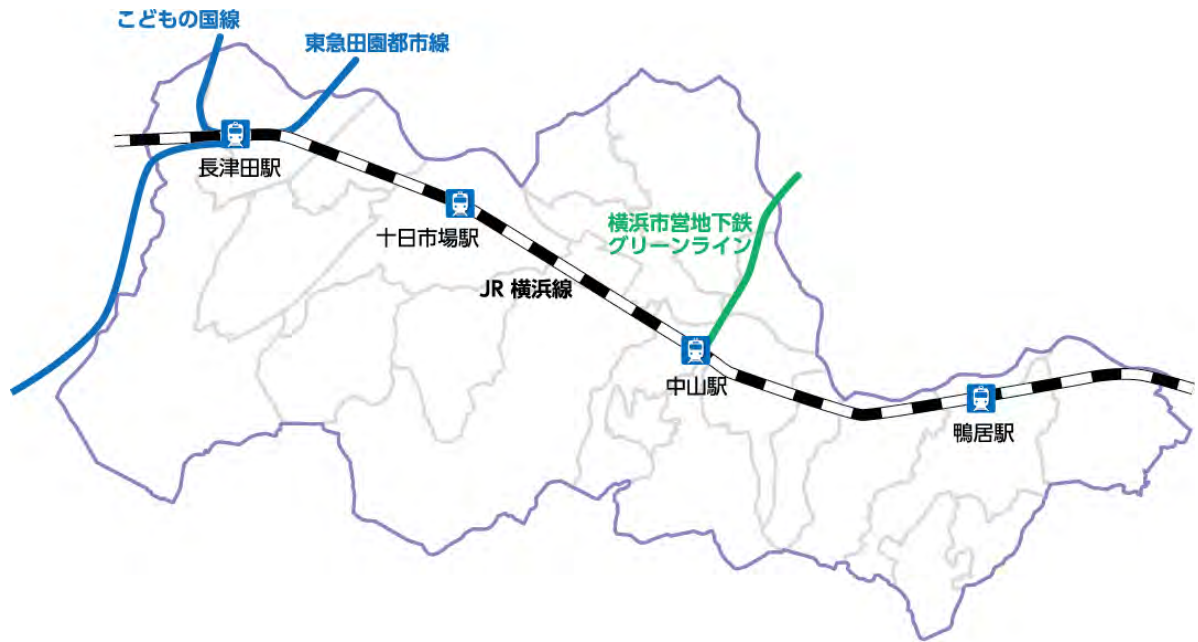 こどもの国線
東急田園都市線
長津田駅
十日市場駅
横浜市営地下鉄
グリーンライン
JR 横浜線
中山駅
鴨居駅